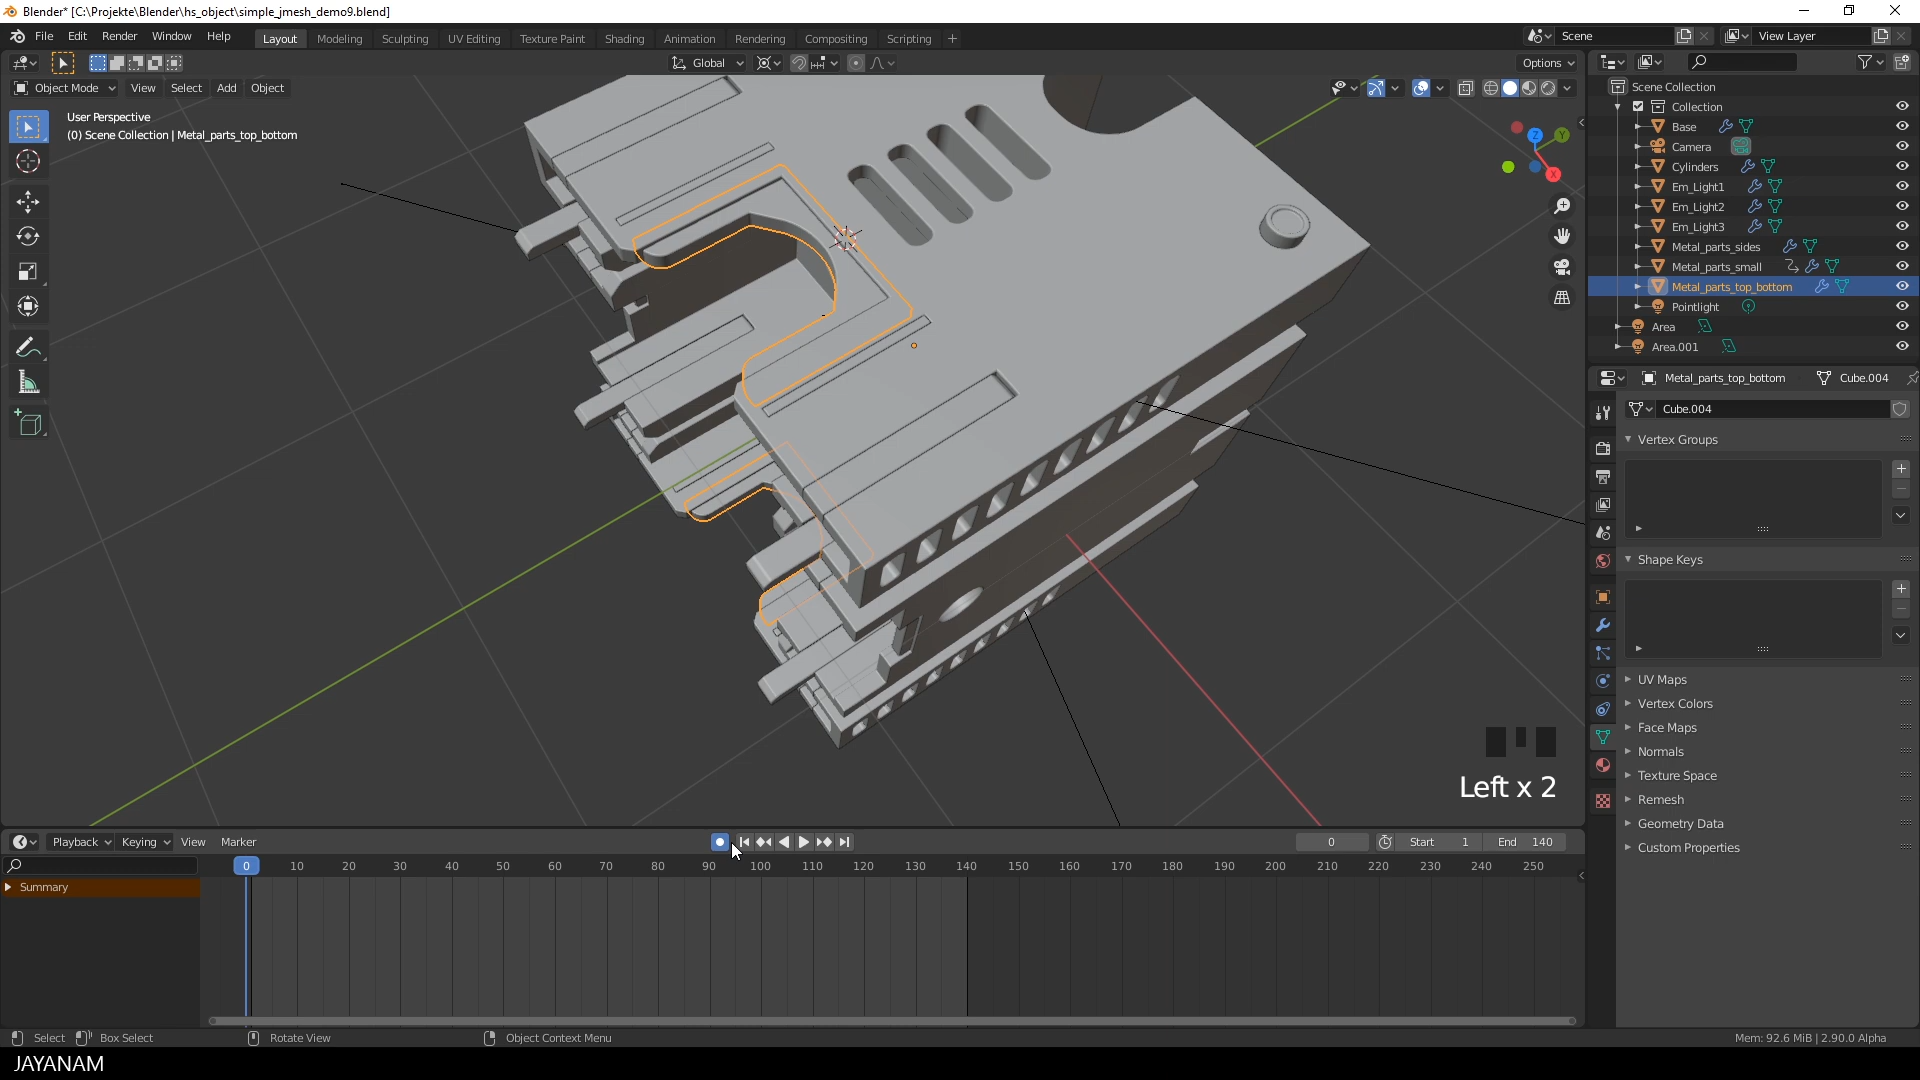 Blender* [C:\Projekte\Blender\hs_object\simple_jmesh_demo9.blend]
File Edit Render Window Help Layout Modeling Sculpting UV Editing Texture Paint Shading Animation Rendering Compositing Scripting + Scene View Layer
Global Options
Object Mode View Select Add Object
User Perspective
(0) Scene Collection | Metal_parts_top_bottom
Z
Y
X
Scene Collection
Collection
Base
Camera
Cylinders
Em_Light1
Em_Light2
Em_Light3
Metal_parts_sides
Metal_parts_small
Metal_parts_top_bottom
Pointlight
Area
Area.001
Metal_parts_top_bottom Cube.004
Cube.004
Vertex Groups
Shape Keys
UV Maps
Vertex Colors
Face Maps
Normals
Texture Space
Remesh
Geometry Data
Custom Properties
Left x 2
Playback Keying View Marker 0 Start 1 End 140
0 10 20 30 40 50 60 70 80 90 100 110 120 130 140 150 160 170 180 190 200 210 220 230 240 250
Summary
Select Box Select Rotate View Object Context Menu Mem: 92.6 MiB | 2.90.0 Alpha
JAYANAM